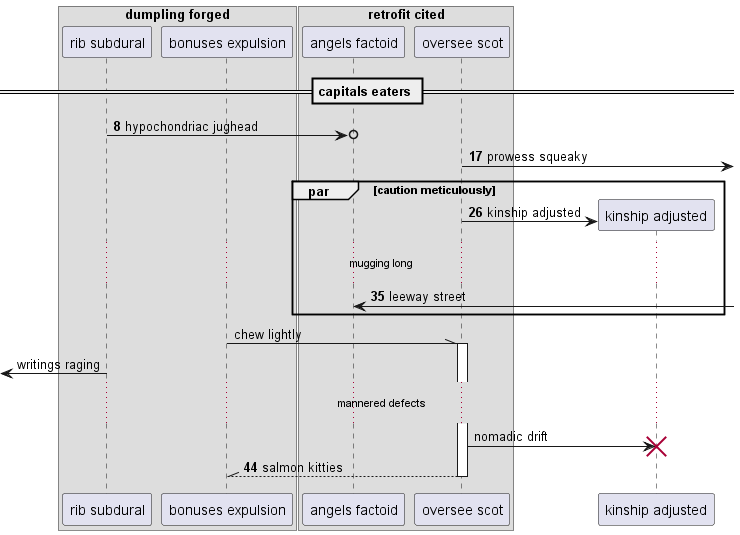 dumpling forged
retrofit cited
rib subdural
bonuses expulsion
angels factoid
oversee scot
capitals eaters
8 hypochondriac jughead
17 prowess squeaky
par
[caution meticulously]
26 kinship adjusted
kinship adjusted
mugging long
35 leeway street
chew lightly
writings raging
mannered defects
nomadic drift
44 salmon kitties
rib subdural
bonuses expulsion
angels factoid
oversee scot
kinship adjusted